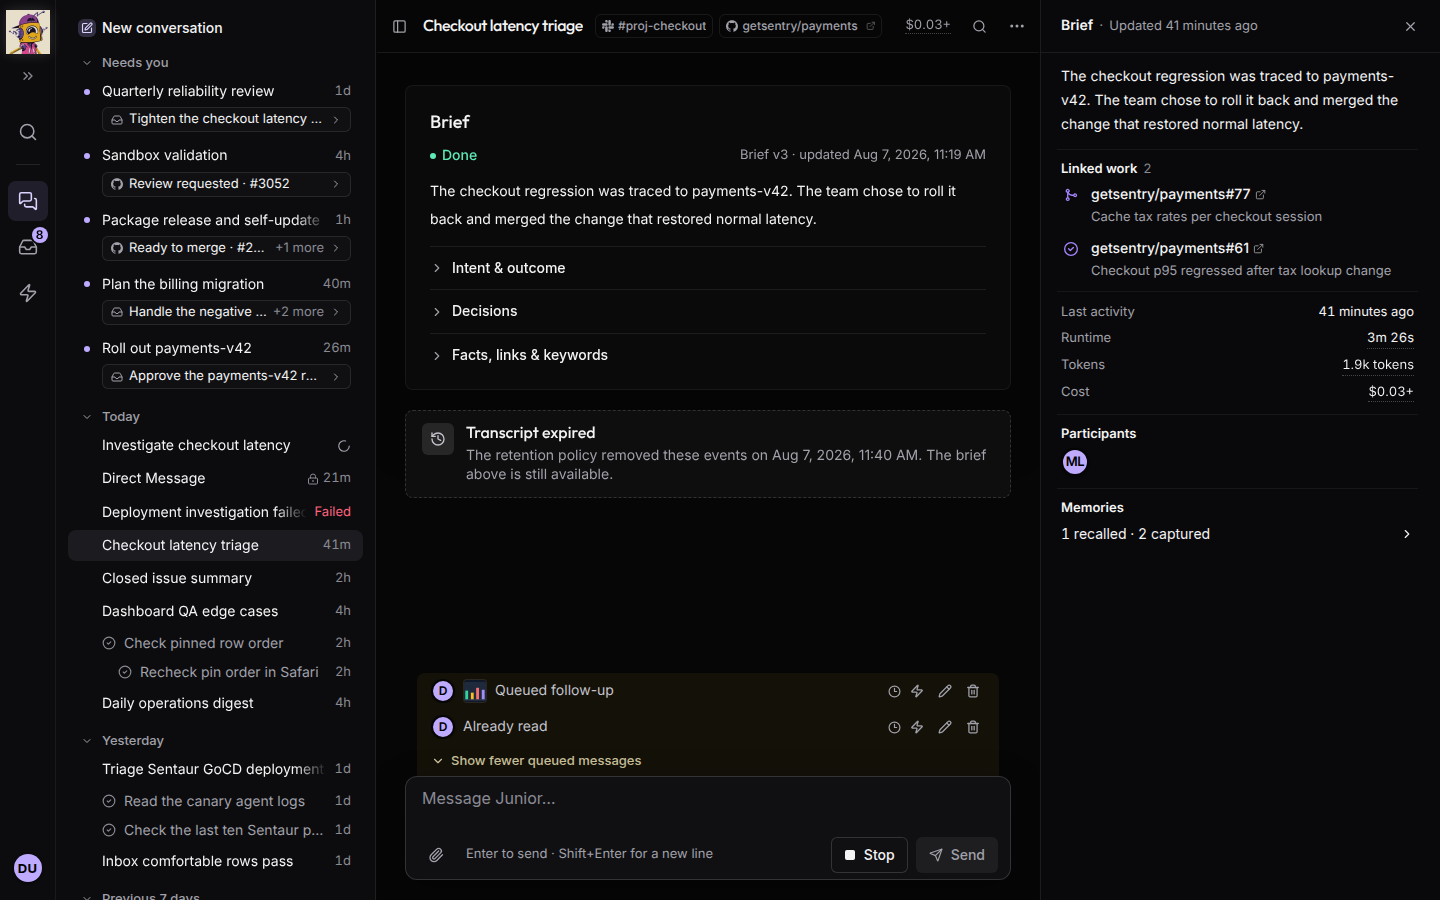 New conversation
Needs you
Quarterly reliability review 1d
Tighten the checkout latency ...
Sandbox validation 4h
Review requested · #3052
Package release and self-update 1h
Ready to merge · #2... +1 more
Plan the billing migration 40m
Handle the negative ... +2 more
Roll out payments-v42 26m
Approve the payments-v42 r...
Today
Investigate checkout latency
Direct Message 21m
Deployment investigation failed Failed
Checkout latency triage 41m
Closed issue summary 2h
Dashboard QA edge cases 4h
Check pinned row order 2h
Recheck pin order in Safari 2h
Daily operations digest 4h
Yesterday
Triage Sentaur GoCD deployment 1d
Read the canary agent logs 1d
Check the last ten Sentaur p... 1d
Inbox comfortable rows pass 1d
Previous 7 days
8
DU
Checkout latency triage #proj-checkout getsentry/payments $0.03+
Brief
Done Brief v3 · updated Aug 7, 2026, 11:19 AM
The checkout regression was traced to payments-v42. The team chose to roll it
back and merged the change that restored normal latency.
Intent & outcome
Decisions
Facts, links & keywords
Transcript expired
The retention policy removed these events on Aug 7, 2026, 11:40 AM. The brief
above is still available.
D Queued follow-up
D Already read
Show fewer queued messages
Message Junior...
Enter to send · Shift+Enter for a new line Stop Send
Brief · Updated 41 minutes ago
The checkout regression was traced to payments-
v42. The team chose to roll it back and merged the
change that restored normal latency.
Linked work 2
getsentry/payments#77
Cache tax rates per checkout session
getsentry/payments#61
Checkout p95 regressed after tax lookup change
Last activity 41 minutes ago
Runtime 3m 26s
Tokens 1.9k tokens
Cost $0.03+
Participants
ML
Memories
1 recalled · 2 captured